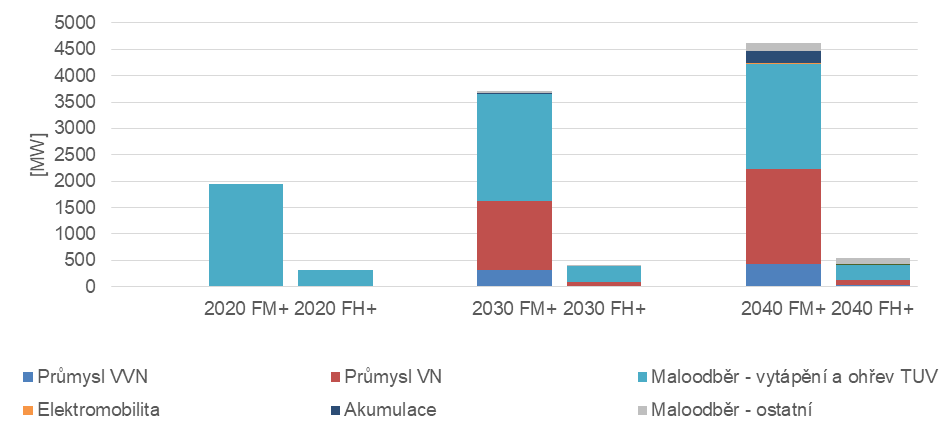 5000
4500
4000
3500
3000
2500
2000
1500
1000
500
0
[MW]
2020 FM+ 2020 FH+ 2030 FM+ 2030 FH+ 2040 FM+ 2040 FH+
Průmysl VVN Průmysl VN Maloodběr - vytápění a ohřev TUV
Elektromobilita Akumulace Maloodběr - ostatní